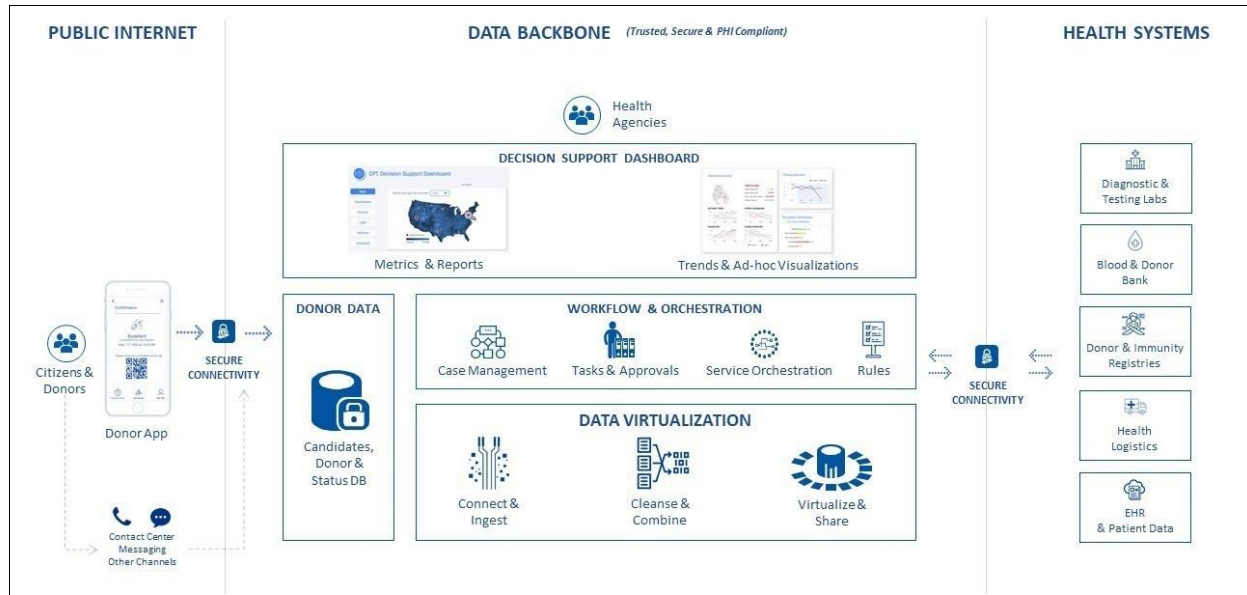 PUBLIC INTERNET
DATA BACKBONE (Trusted, Secure & PHI Compliant)
HEALTH SYSTEMS
Health
Agencies
DECISION SUPPORT DASHBOARD
CPT Decision Support Dashboard
Metrics & Reports
Trends & Ad-hoc Visualizations
DONOR DATA
Candidates,
Donor &
Status DB
WORKFLOW & ORCHESTRATION
Case Management
Tasks & Approvals
Service Orchestration
Rules
DATA VIRTUALIZATION
Connect &
Ingest
Cleanse &
Combine
Virtualize &
Share
Citizens &
Donors
Donor App
SECURE
CONNECTIVITY
Contact Center
Messaging
Other Channels
SECURE
CONNECTIVITY
Diagnostic &
Testing Labs
Blood & Donor
Bank
Donor & Immunity
Registries
Health
Logistics
EHR
& Patient Data